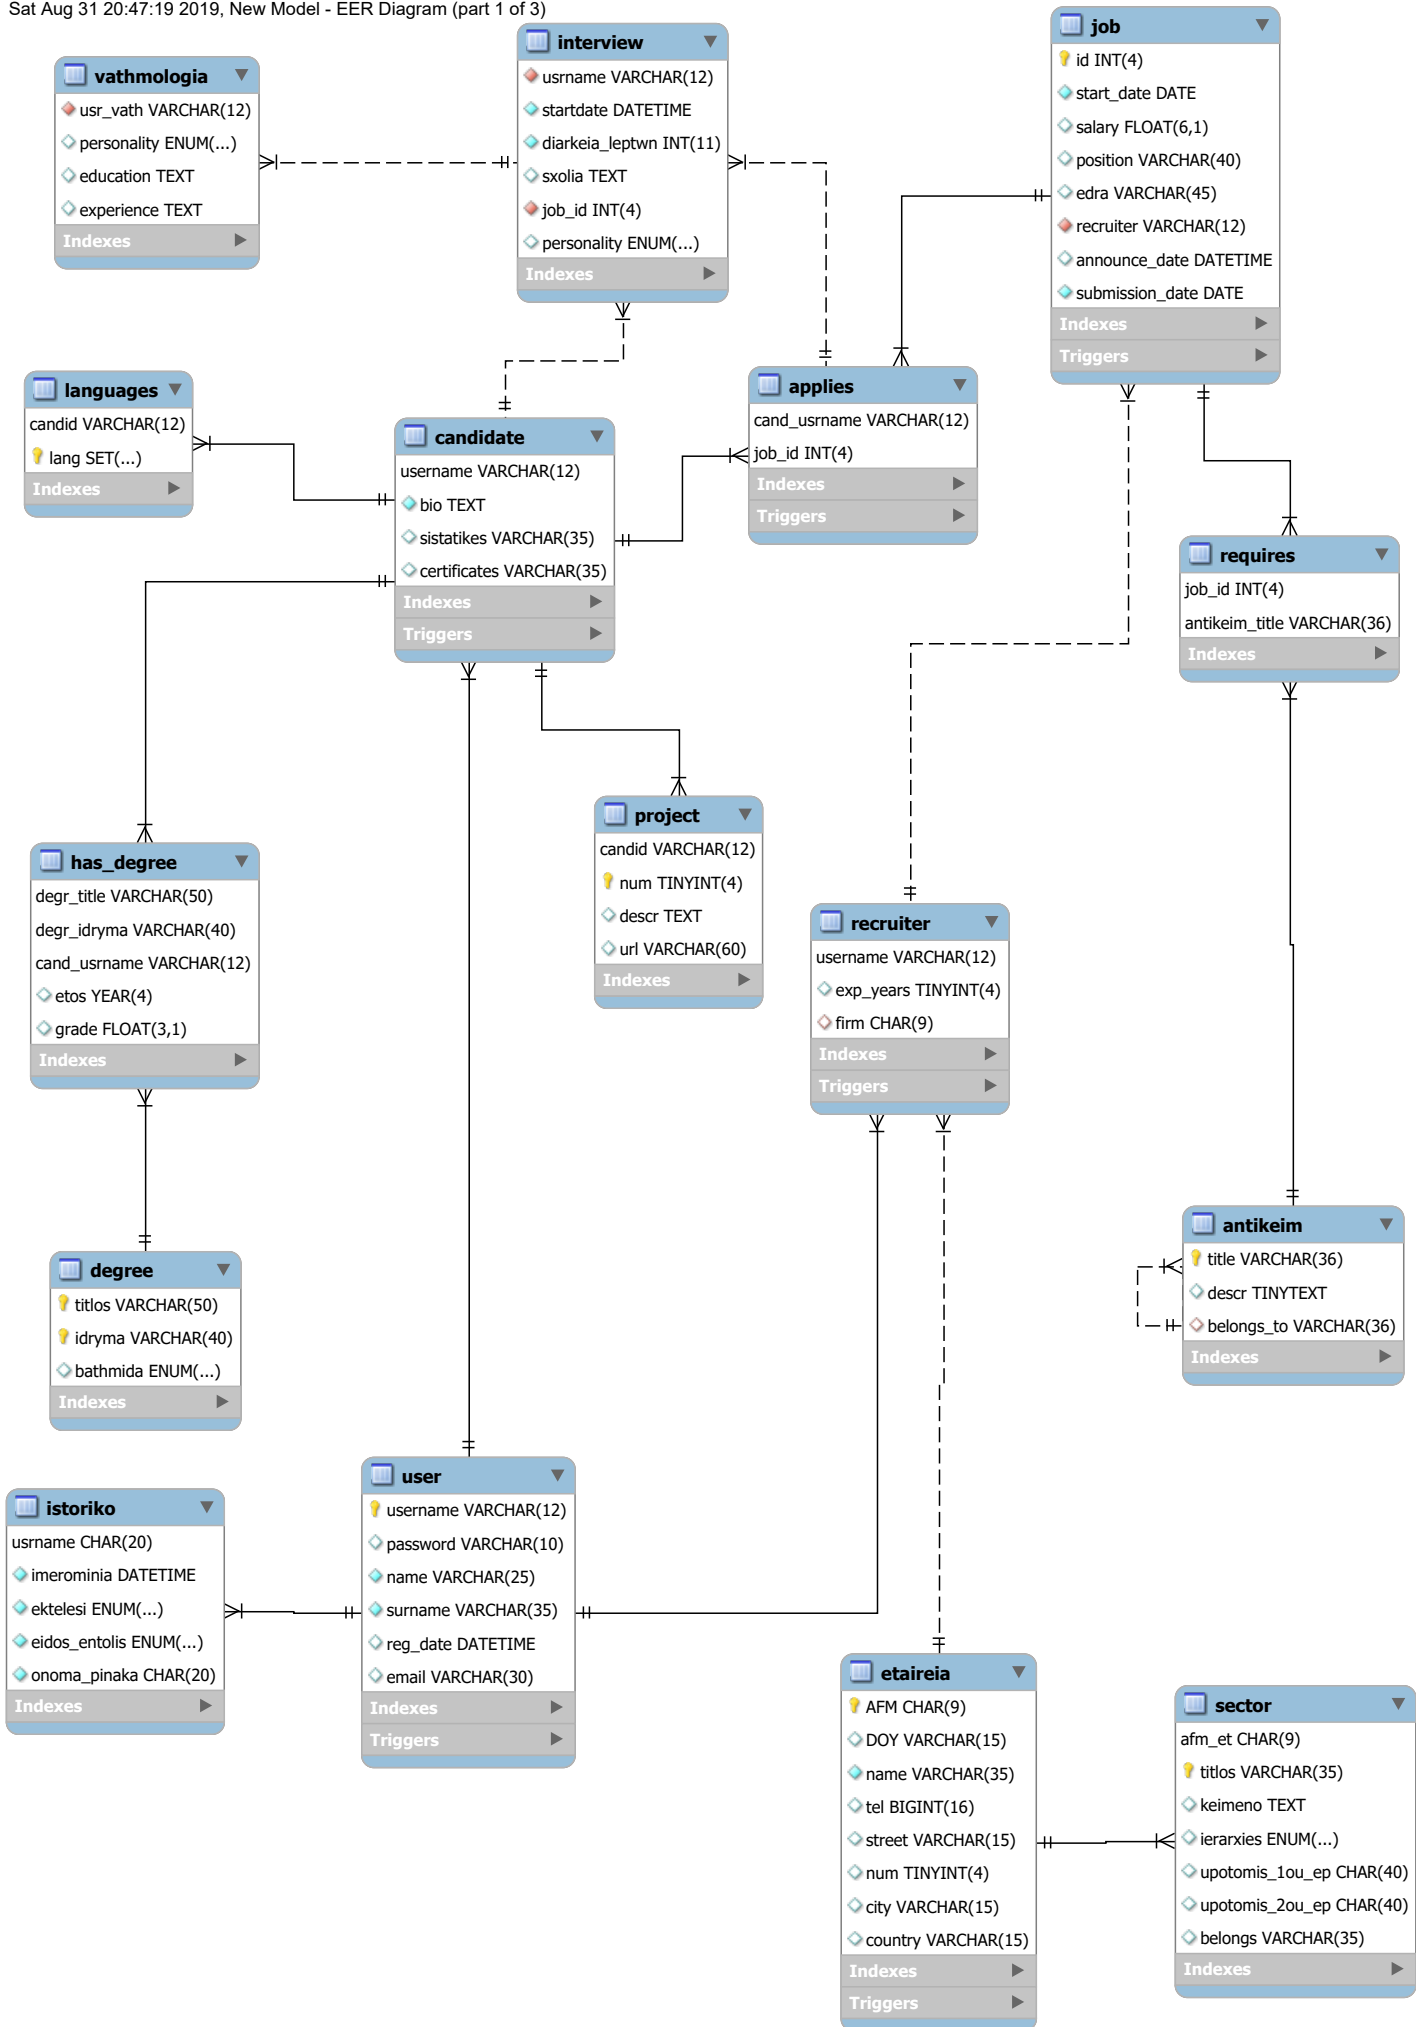 Sat Aug 31 20:47:19 2019, New Model - EER Diagram (part 1 of 3)
vathmologia
usr_vath VARCHAR(12)
personality ENUM(...)
education TEXT
experience TEXT
Indexes
interview
usrname VARCHAR(12)
startdate DATETIME
diarkeia_leptwn INT(11)
sxolia TEXT
job_id INT(4)
personality ENUM(...)
Indexes
job
id INT(4)
start_date DATE
salary FLOAT(6,1)
position VARCHAR(40)
edra VARCHAR(45)
recruiter VARCHAR(12)
announce_date DATETIME
submission_date DATE
Indexes
Triggers
languages
candid VARCHAR(12)
lang SET(...)
Indexes
candidate
username VARCHAR(12)
bio TEXT
sistatikes VARCHAR(35)
certificates VARCHAR(35)
Indexes
Triggers
applies
cand_usrname VARCHAR(12)
job_id INT(4)
Indexes
Triggers
requires
job_id INT(4)
antikeim_title VARCHAR(36)
Indexes
has_degree
degr_title VARCHAR(50)
degr_idryma VARCHAR(40)
cand_usrname VARCHAR(12)
etos YEAR(4)
grade FLOAT(3,1)
Indexes
project
candid VARCHAR(12)
num TINYINT(4)
descr TEXT
url VARCHAR(60)
Indexes
recruiter
username VARCHAR(12)
exp_years TINYINT(4)
firm CHAR(9)
Indexes
Triggers
antikeim
title VARCHAR(36)
descr TINYTEXT
belongs_to VARCHAR(36)
Indexes
degree
titlos VARCHAR(50)
idryma VARCHAR(40)
bathmida ENUM(...)
Indexes
istoriko
usrname CHAR(20)
imerominia DATETIME
ektelesi ENUM(...)
eidos_entolis ENUM(...)
onoma_pinaka CHAR(20)
Indexes
user
username VARCHAR(12)
password VARCHAR(10)
name VARCHAR(25)
surname VARCHAR(35)
reg_date DATETIME
email VARCHAR(30)
Indexes
Triggers
etaireia
AFM CHAR(9)
DOY VARCHAR(15)
name VARCHAR(35)
tel BIGINT(16)
street VARCHAR(15)
num TINYINT(4)
city VARCHAR(15)
country VARCHAR(15)
Indexes
Triggers
sector
afm_et CHAR(9)
titlos VARCHAR(35)
keimeno TEXT
ierarxies ENUM(...)
upotomis_1ou_ep CHAR(40)
upotomis_2ou_ep CHAR(40)
belongs VARCHAR(35)
Indexes